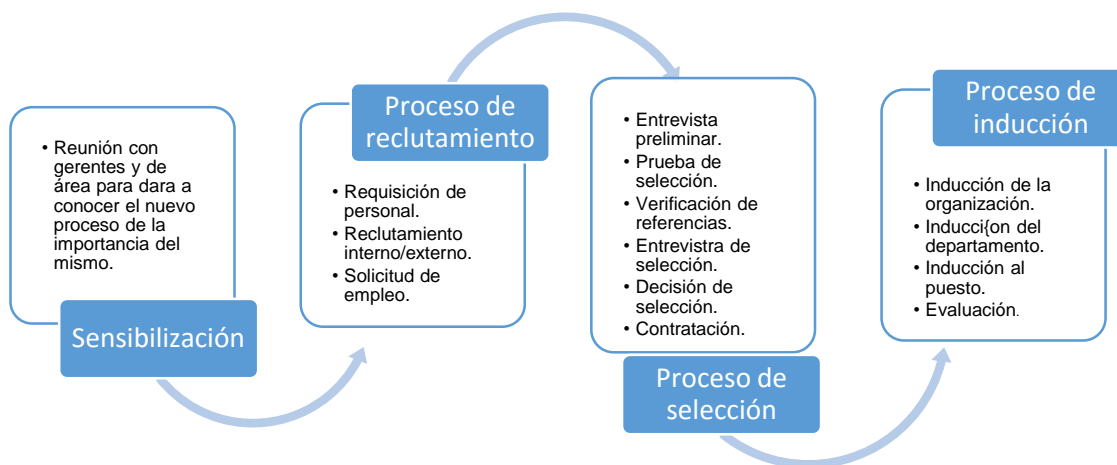 • Reunión con
gerentes y de
área para dara a
conocer el nuevo
proceso de la
importancia del
mismo.
Sensibilización
Proceso de
reclutamiento
• Requisición de
personal.
• Reclutamiento
interno/externo.
• Solicitud de
empleo.
• Entrevista
preliminar.
• Prueba de
selección.
• Verificación de
referencias.
• Entrevistra de
selección.
• Decisión de
selección.
• Contratación.
Proceso de
selección
Proceso de
inducción
• Inducción de la
organización.
• Inducci{on del
departamento.
• Inducción al
puesto.
• Evaluación.